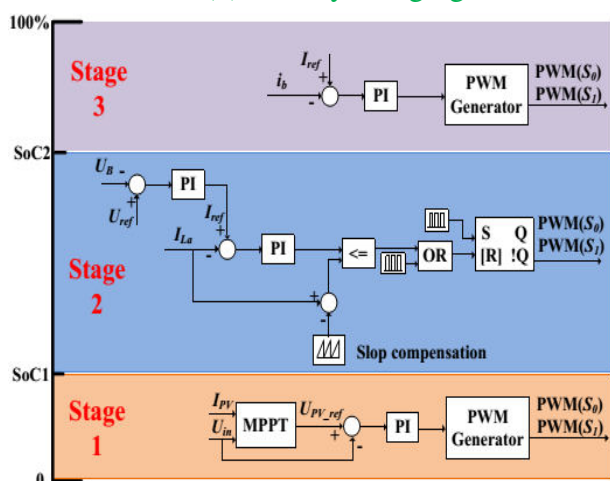 100%
Stage
3
I_ref
+
i_b
-
PI
PWM
Generator
PWM(S_0)
PWM(S_1)
SoC2
Stage
2
U_B -
+
U_ref
PI
I_ref
+
I_La
-
PI
<=
OR
S Q
[R] !Q
PWM(S_0)
PWM(S_1)
+
-
Slop compensation
SoC1
Stage
1
I_PV
U_in
MPPT
U_PV_ref
+
-
PI
PWM
Generator
PWM(S_0)
PWM(S_1)
0